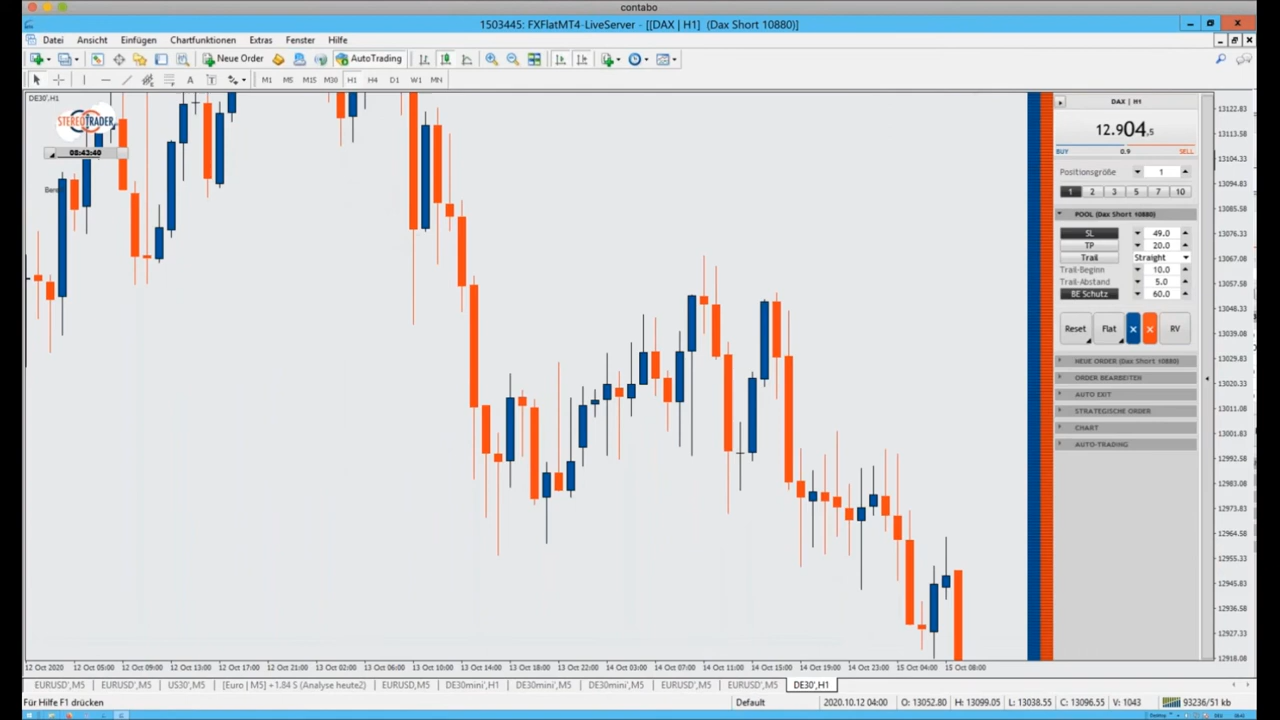 contabo
1503445: FXFlatMT4-LiveServer - [[DAX | H1] (Dax Short 10880)]
Datei Ansicht Einfügen Chartfunktionen Extras Fenster Hilfe
Neue Order AutoTrading
A T M1 M5 M15 M30 H1 H4 D1 W1 MN
DE30',H1
STEREOTRADER
08:43:40
DAX | H1
12.904,5
BUY 0.9 SELL
Positionsgröße 1
1 2 3 5 7 10
POOL (Dax Short 10880)
SL 49.0
TP 20.0
Trail Straight
Trail-Beginn 10.0
Trail-Abstand 5.0
BE Schutz 60.0
Reset Flat × × RV
NEUE ORDER (Dax Short 10880)
ORDER BEARBEITEN
AUTO EXIT
STRATEGISCHE ORDER
CHART
AUTO-TRADING
13122.83
13113.58
13104.33
13094.83
13085.58
13076.33
13067.08
13057.58
13048.33
13039.08
13029.83
13020.33
13011.08
13001.83
12992.58
12983.08
12973.83
12964.58
12955.33
12945.83
12936.58
12927.33
12918.08
12 Oct 2020 12 Oct 05:00 12 Oct 09:00 12 Oct 13:00 12 Oct 17:00 12 Oct 21:00 13 Oct 02:00 13 Oct 06:00 13 Oct 10:00 13 Oct 14:00 13 Oct 18:00 13 Oct 22:00 14 Oct 03:00 14 Oct 07:00 14 Oct 11:00 14 Oct 15:00 14 Oct 19:00 14 Oct 23:00 15 Oct 04:00 15 Oct 08:00
EURUSD',M5 EURUSD',M5 US30',M5 [Euro | M5] +1.84 S (Analyse heute2) EURUSD,M5 DE30mini',H1 DE30mini',M5 DE30mini',M5 EURUSD',M5 EURUSD',M5 DE30',H1
Für Hilfe F1 drücken Default 2020.10.12 04:00 O: 13052.80 H: 13099.05 L: 13038.55 C: 13096.55 V: 1043 93236/51 kb